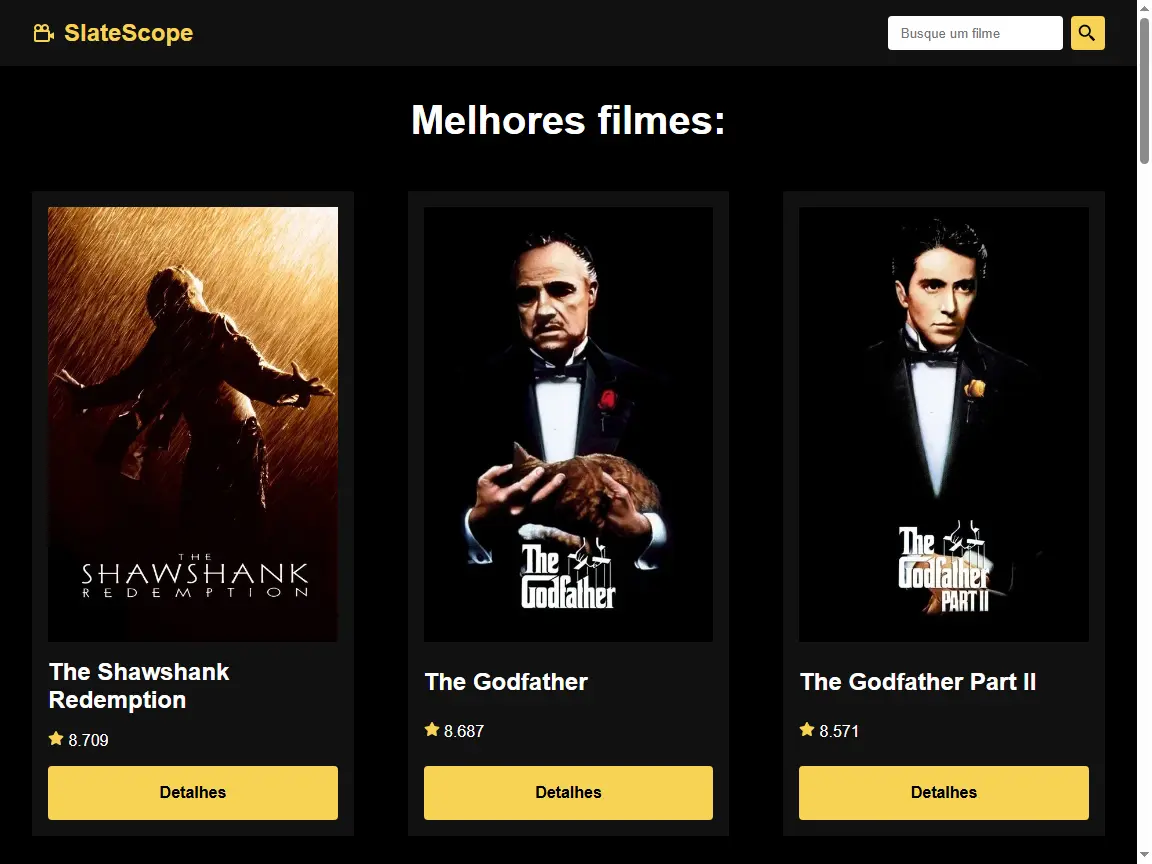 SlateScope
Busque um filme
Melhores filmes:
THE
SHAWSHANK
REDEMPTION
The
Godfather
The
Godfather
PART II
The Shawshank
Redemption
The Godfather
The Godfather Part II
8.709
8.687
8.571
Detalhes
Detalhes
Detalhes